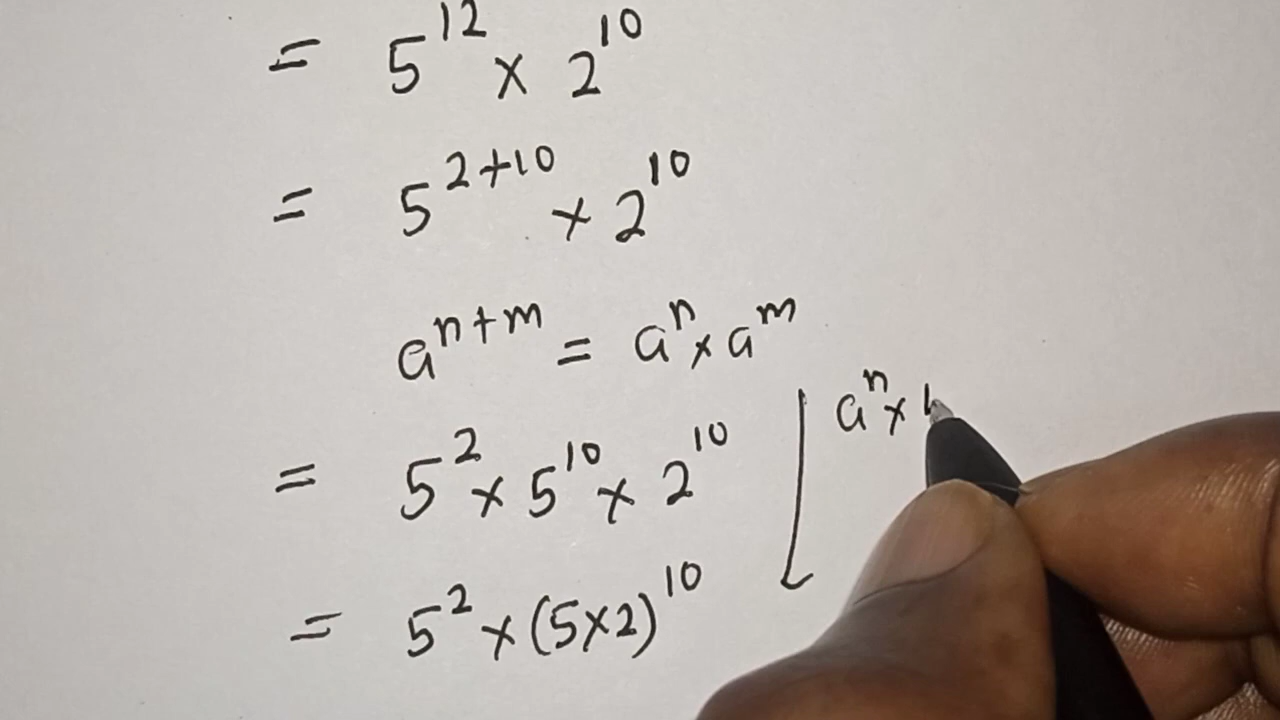 = 5^12 × 2^10
= 5^2+10 × 2^10
a^n+m = a^n × a^m
= 5^2 × 5^10 × 2^10
a^n ×
= 5^2 × (5×2)^10